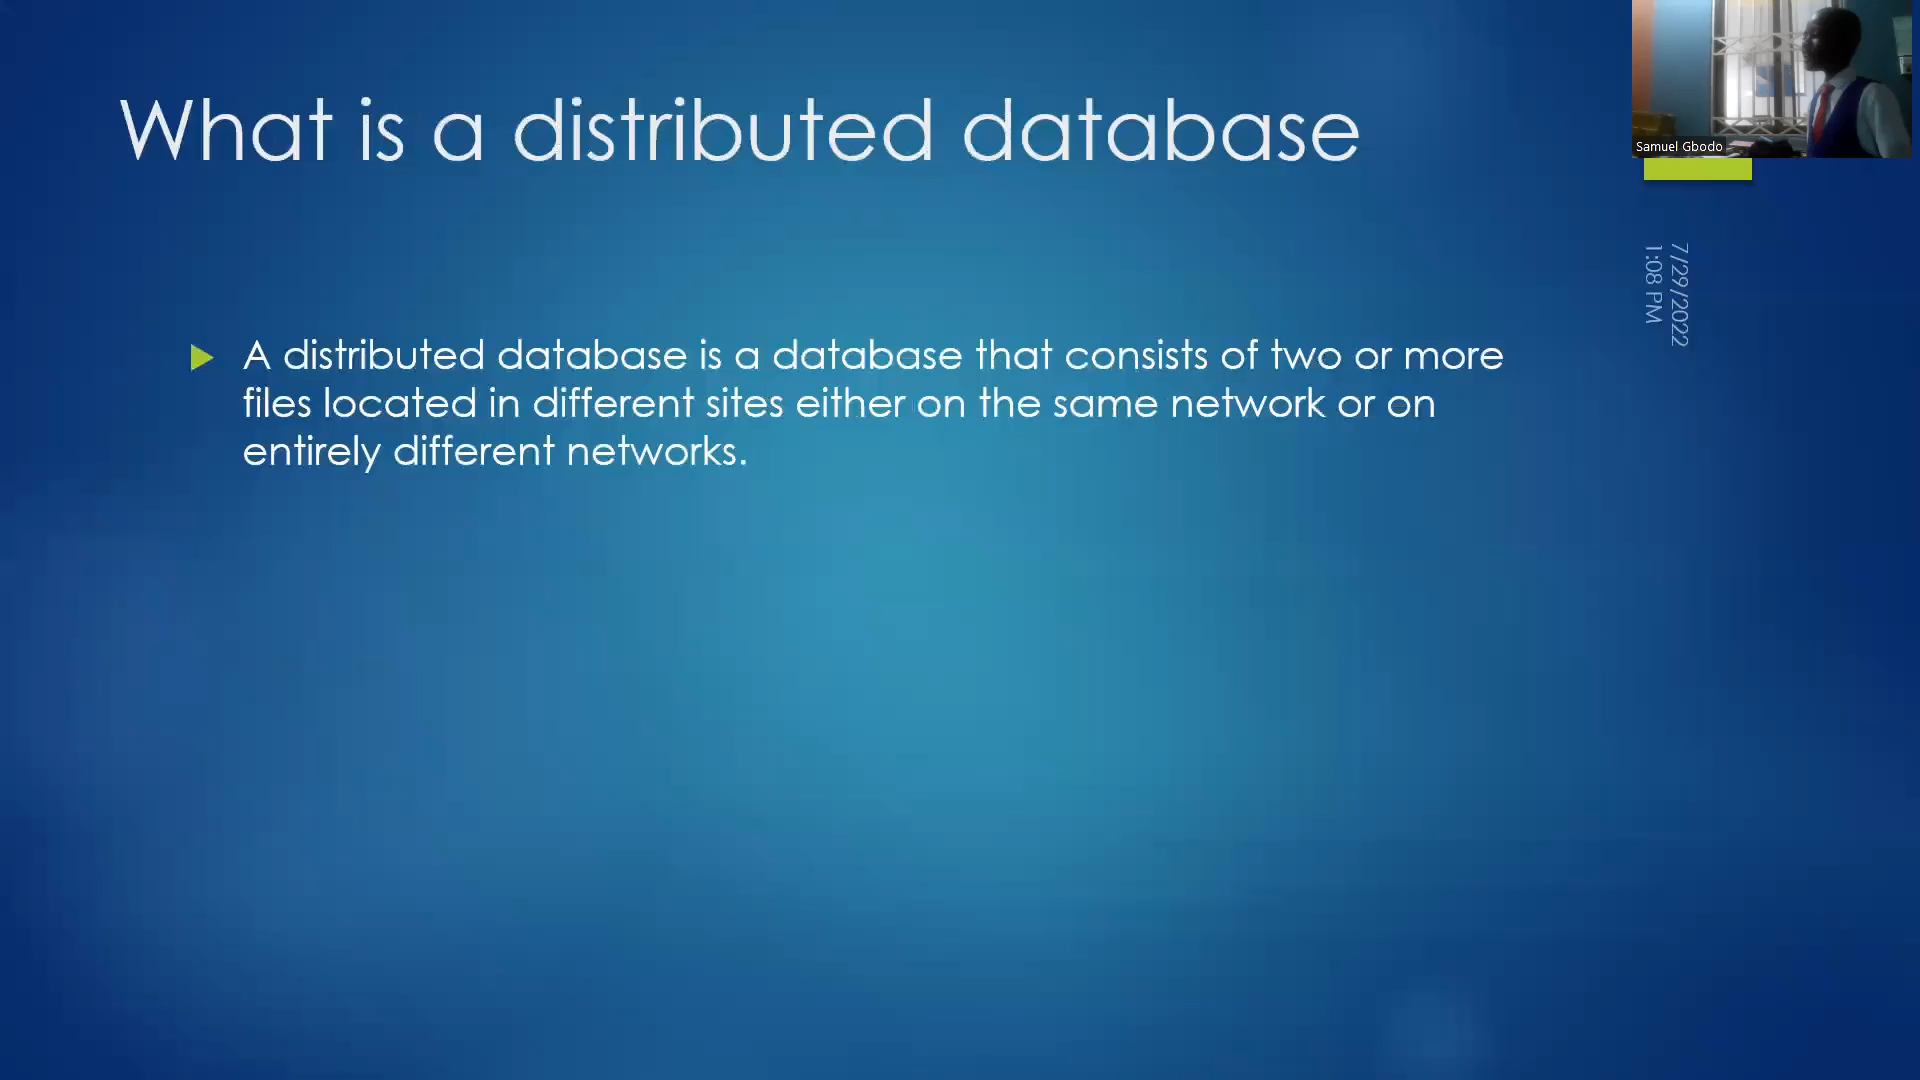 What is a distributed database
Samuel Gbodo
7/29/2022
1:08 PM
A distributed database is a database that consists of two or more
files located in different sites either on the same network or on
entirely different networks.